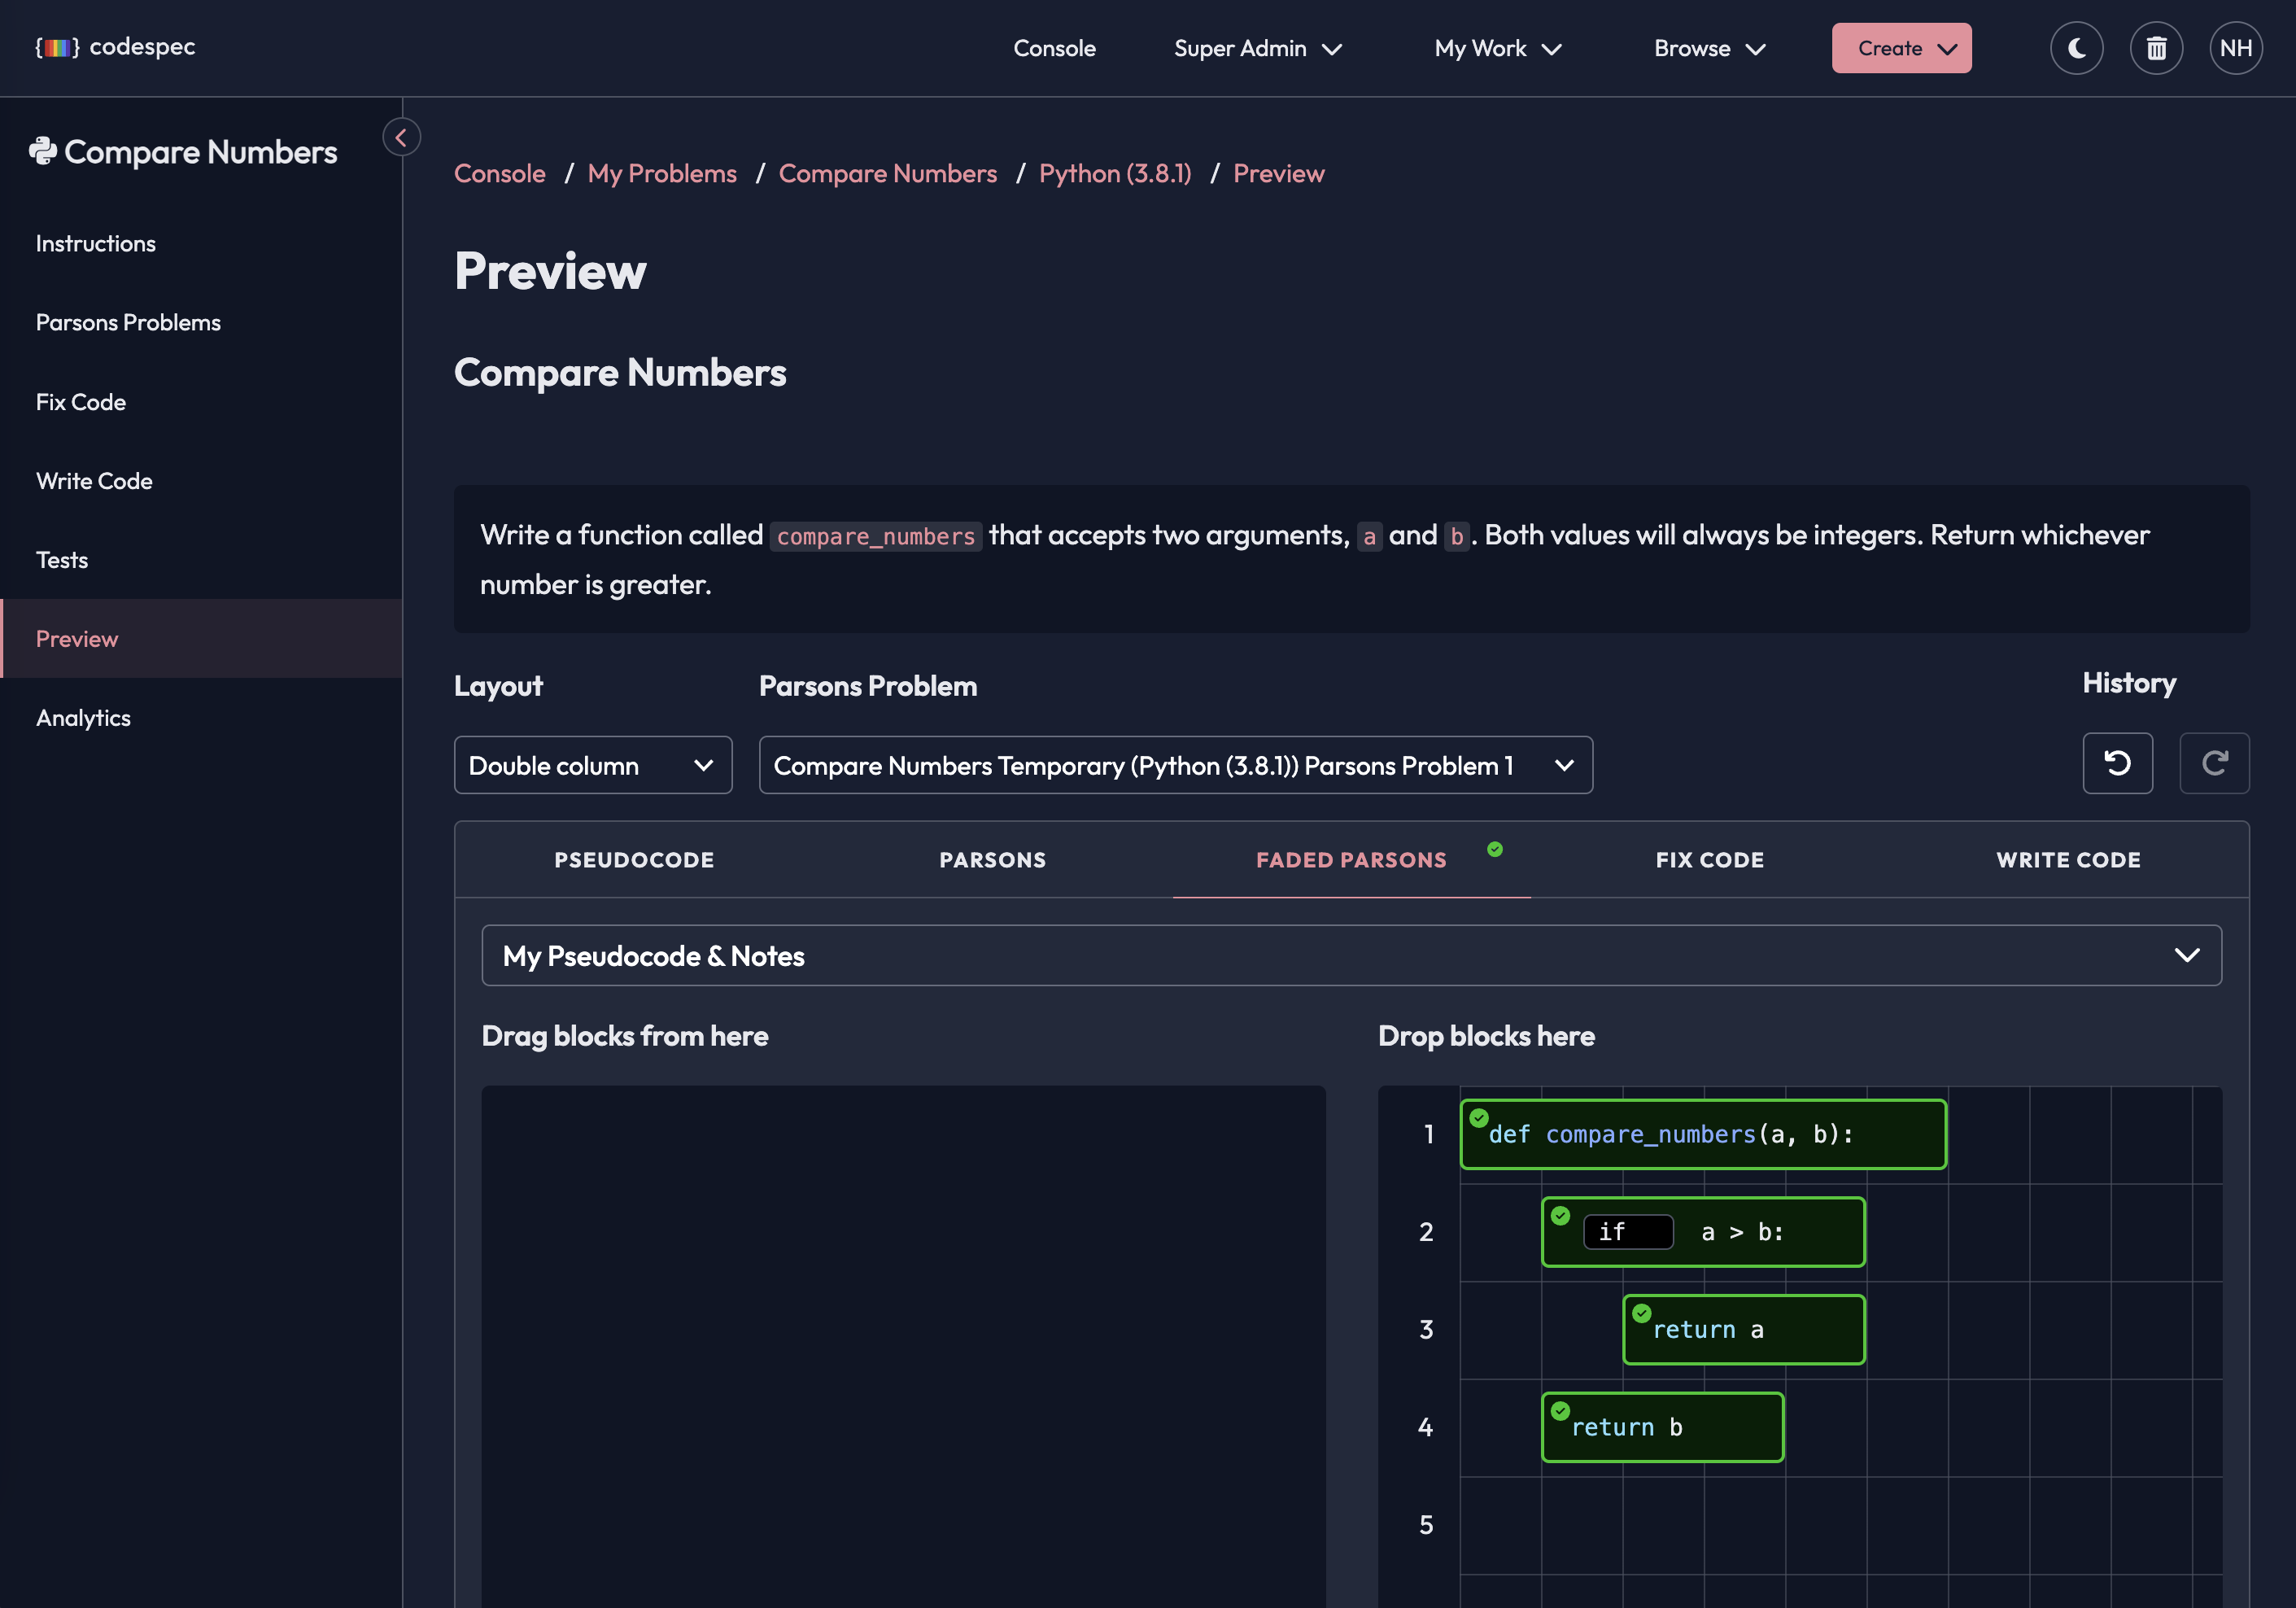 codespec
Console
Super Admin
My Work
Browse
Create
NH
Compare Numbers
Instructions
Parsons Problems
Fix Code
Write Code
Tests
Preview
Analytics
Console / My Problems / Compare Numbers / Python (3.8.1) / Preview
Preview
Compare Numbers
Write a function called compare_numbers that accepts two arguments, a and b. Both values will always be integers. Return whichever
number is greater.
Layout
Parsons Problem
History
Double column
Compare Numbers Temporary (Python (3.8.1)) Parsons Problem 1
PSEUDOCODE
PARSONS
FADED PARSONS
FIX CODE
WRITE CODE
My Pseudocode & Notes
Drag blocks from here
Drop blocks here
1 def compare_numbers(a, b):
2 if a > b:
3 return a
4 return b
5